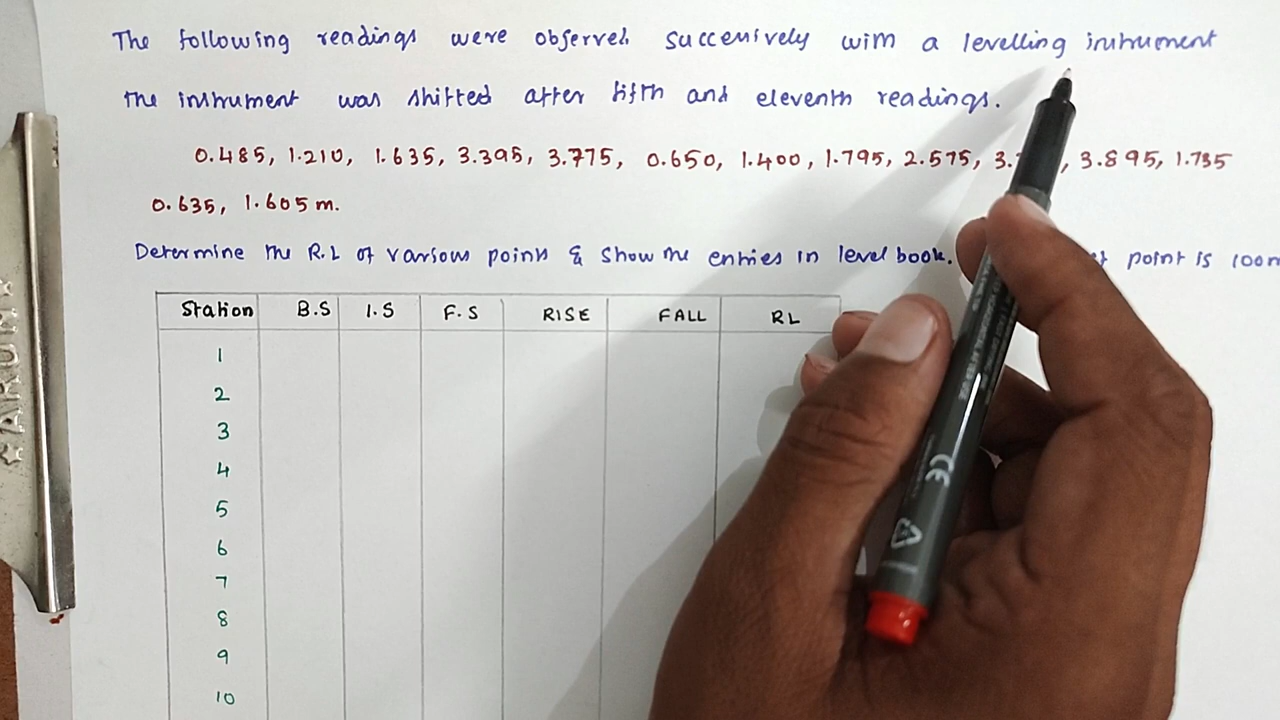 The following readings were observed successively with a levelling instrument
The instrument was shifted after fifth and eleventh readings.
0.485, 1.210, 1.635, 3.395, 3.775, 0.650, 1.400, 1.795, 2.575, 3. , 3.895, 1.735
0.635, 1.605 m.
Determine the R.L of various points & show the entries in level book. point is 100m
Station B.S I.S F.S RISE FALL RL
1
2
3
4
5
6
7
8
9
10
CE